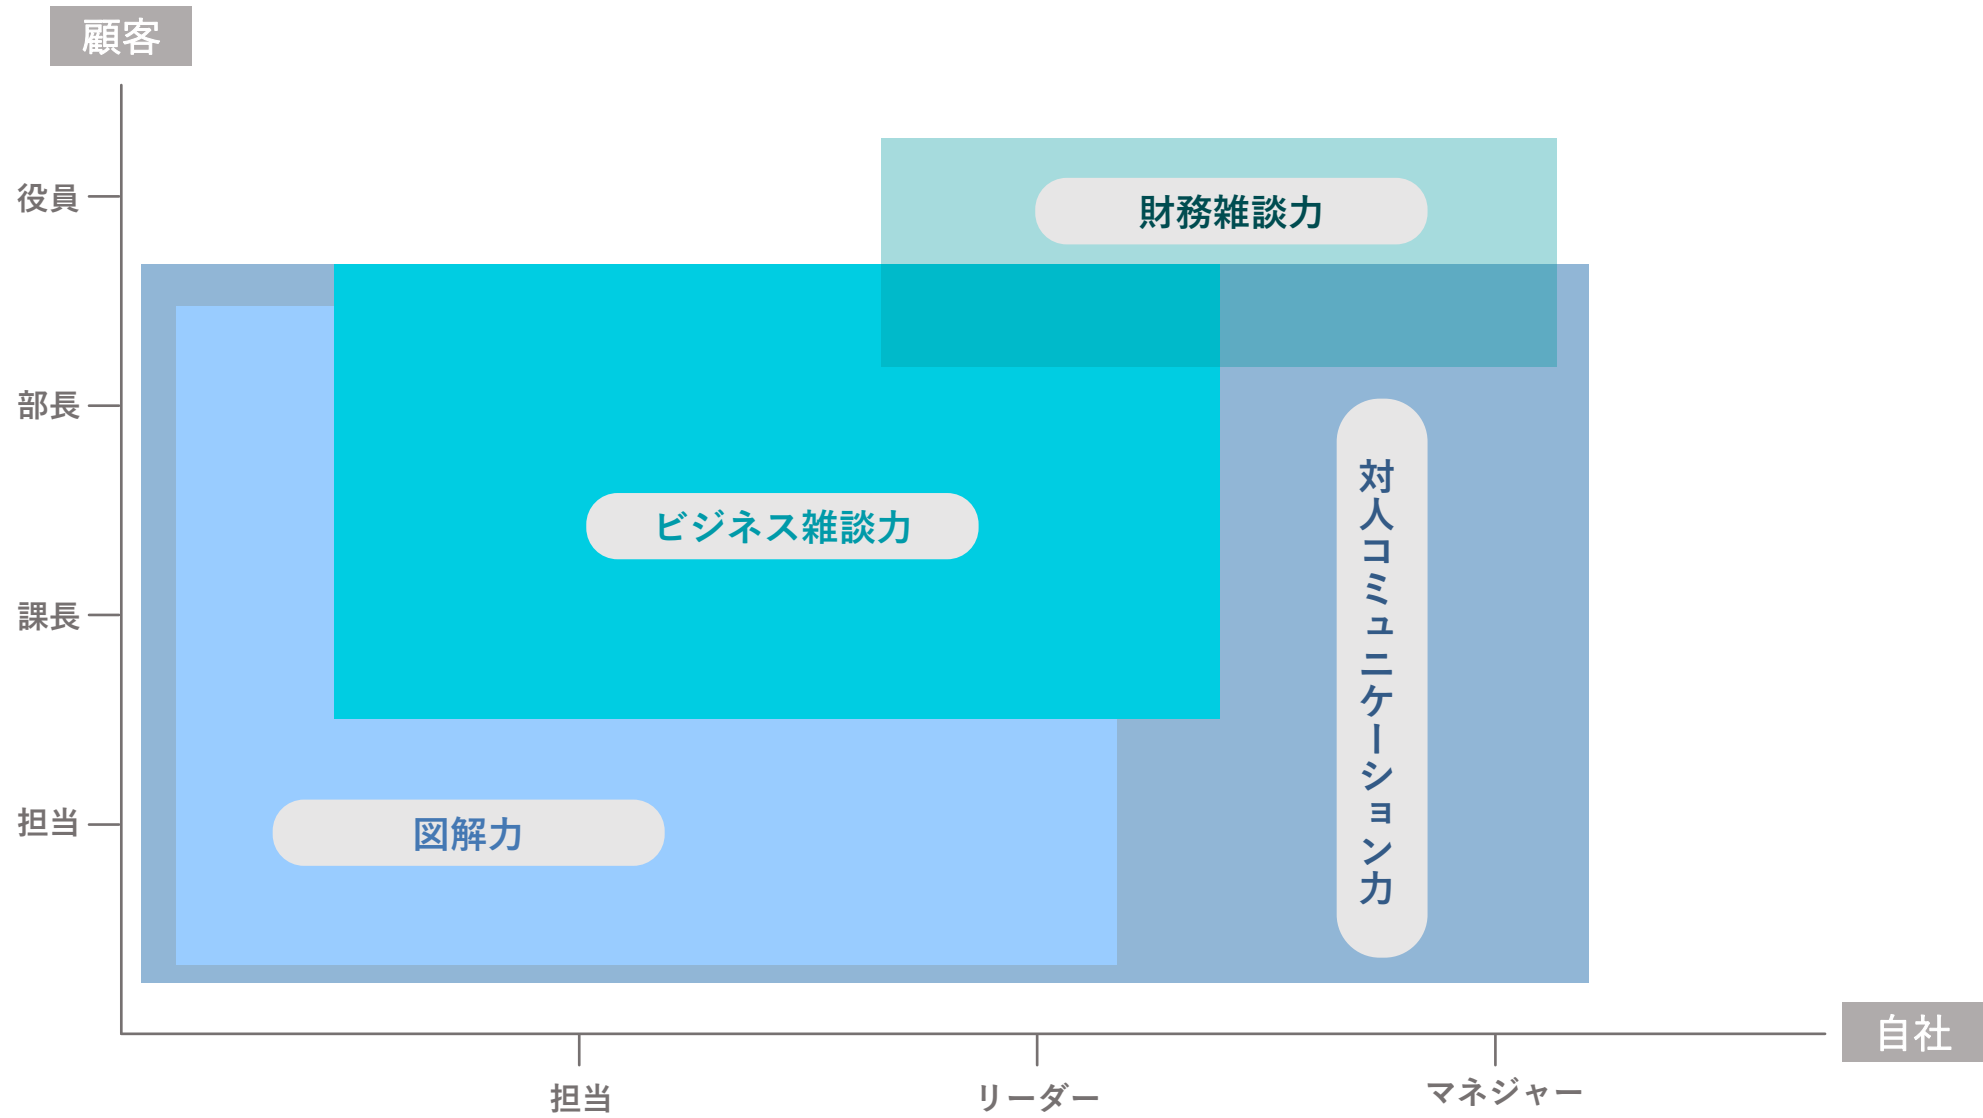 顧客
役員
財務雑談力
部長
ビジネス雑談力
対人コミュニケーション力
課長
担当
図解力
自社
担当
リーダー
マネジャー